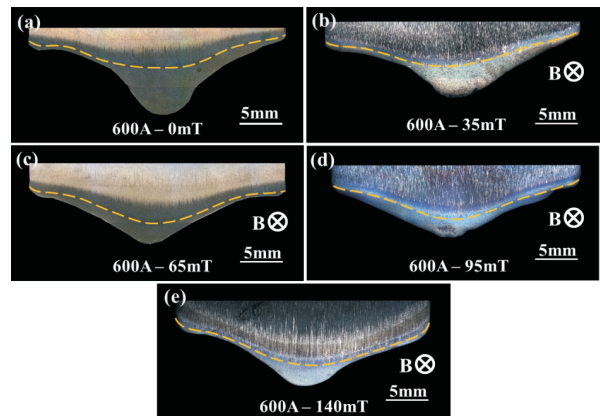 (a)
5mm
600A – 0mT
(b)
B
5mm
600A – 35mT
(c)
B
5mm
600A – 65mT
(d)
B
5mm
600A – 95mT
(e)
B
5mm
600A – 140mT